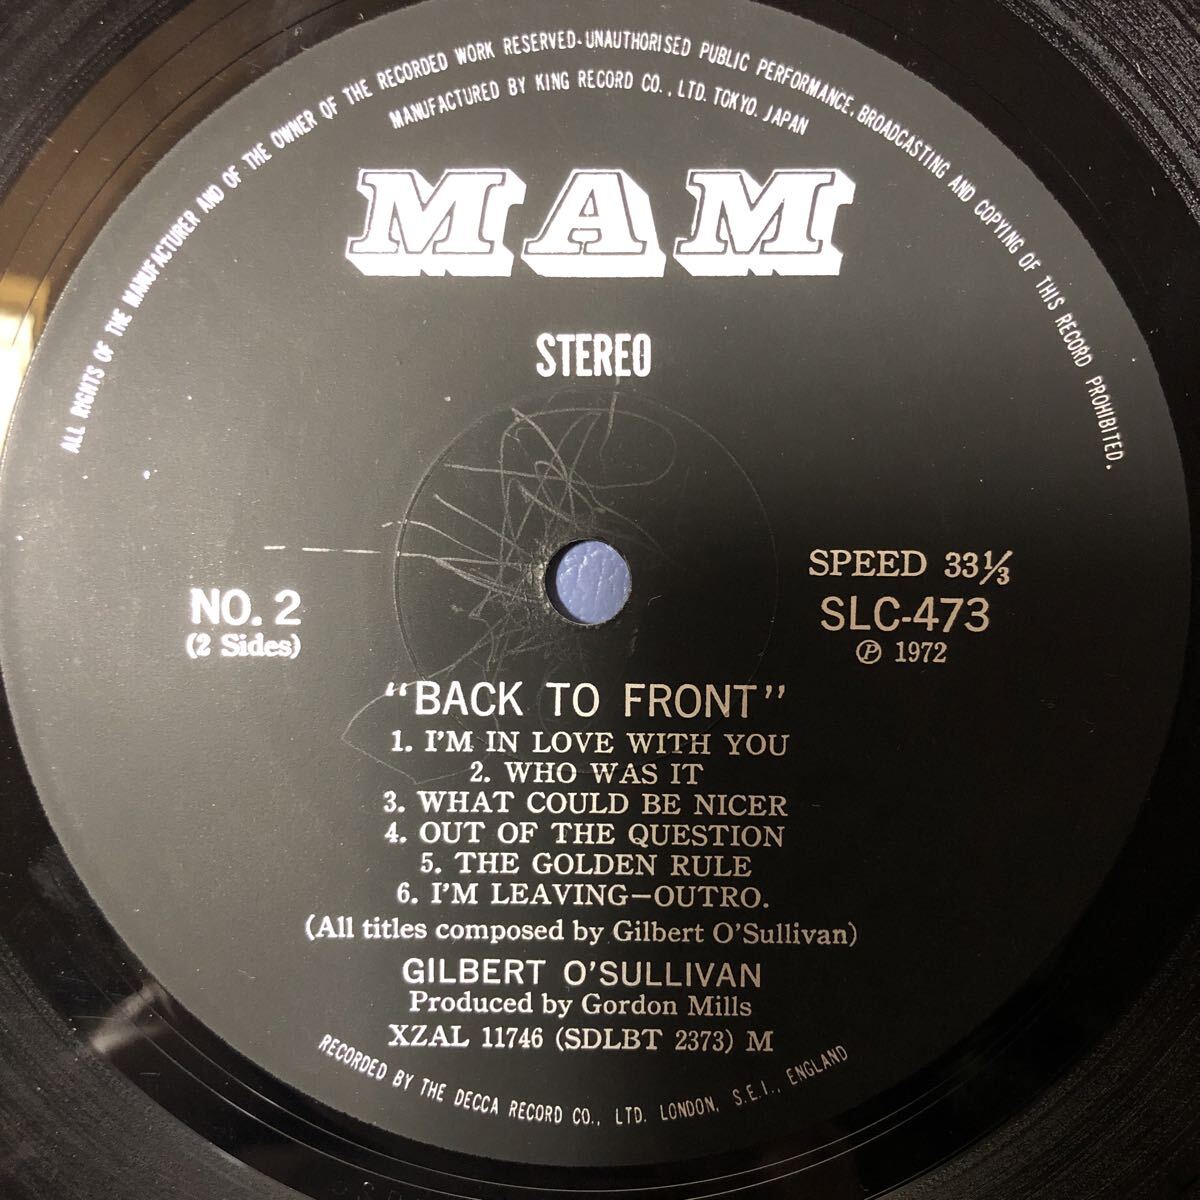 ALL RIGHTS OF THE MANUFACTURER AND OF THE OWNER OF THE RECORDED WORK RESERVED. UNAUTHORISED PUBLIC PERFORMANCE, BROADCASTING AND COPYING OF THIS RECORD PROHIBITED.
MANUFACTURED BY KING RECORD CO., LTD. TOKYO. JAPAN
MAM
STEREO
SPEED 33⅓
NO. 2
SLC-473
(2 Sides)
Ⓟ 1972
"BACK TO FRONT"
1. I'M IN LOVE WITH YOU
2. WHO WAS IT
3. WHAT COULD BE NICER
4. OUT OF THE QUESTION
5. THE GOLDEN RULE
6. I'M LEAVING—OUTRO.
(All titles composed by Gilbert O'Sullivan)
GILBERT O'SULLIVAN
Produced by Gordon Mills
XZAL 11746 (SDLBT 2373) M
RECORDED BY THE DECCA RECORD CO., LTD. LONDON, S.E.I., ENGLAND